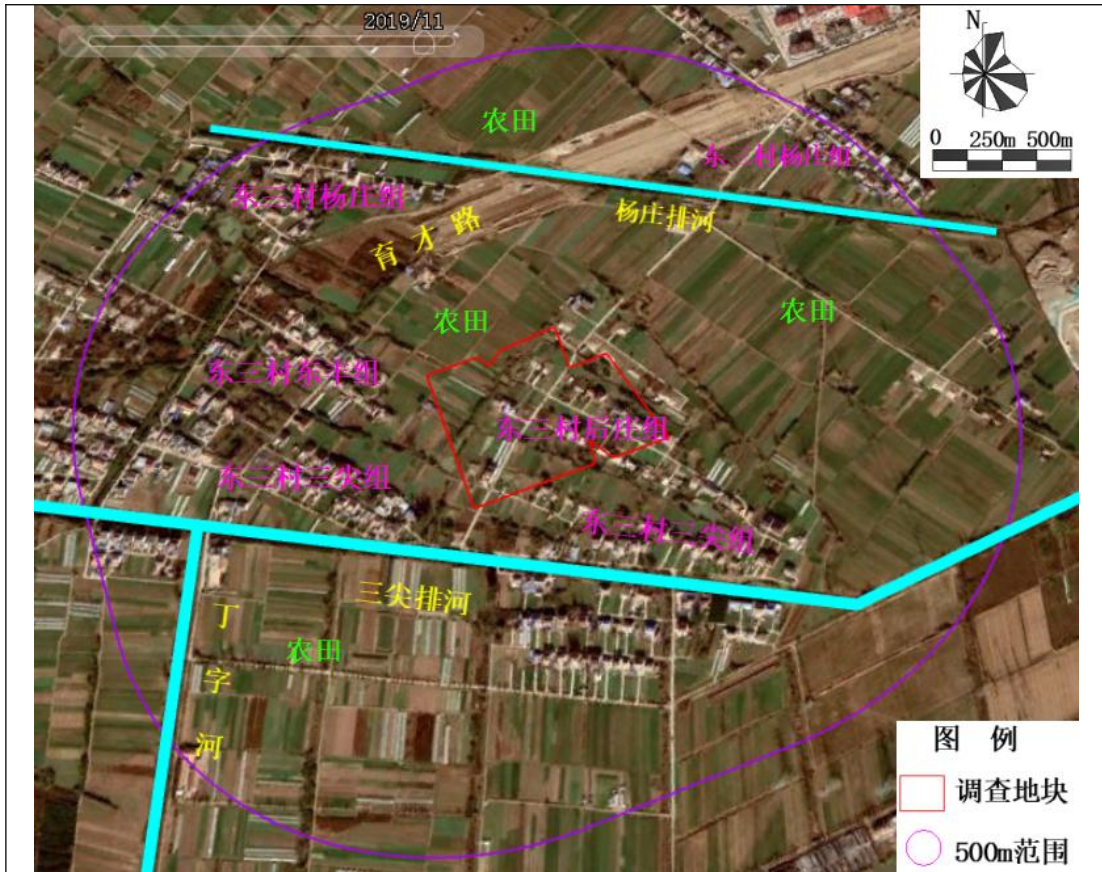 2019/11
N
0 250m 500m
农田
东三村杨庄组
东三村杨庄组
杨庄排河
育才路
农田
农田
东三村东丰组
东三村后庄组
东三村三尖组
东三村三尖组
三尖排河
丁字河
农田
图 例
调查地块
500m范围